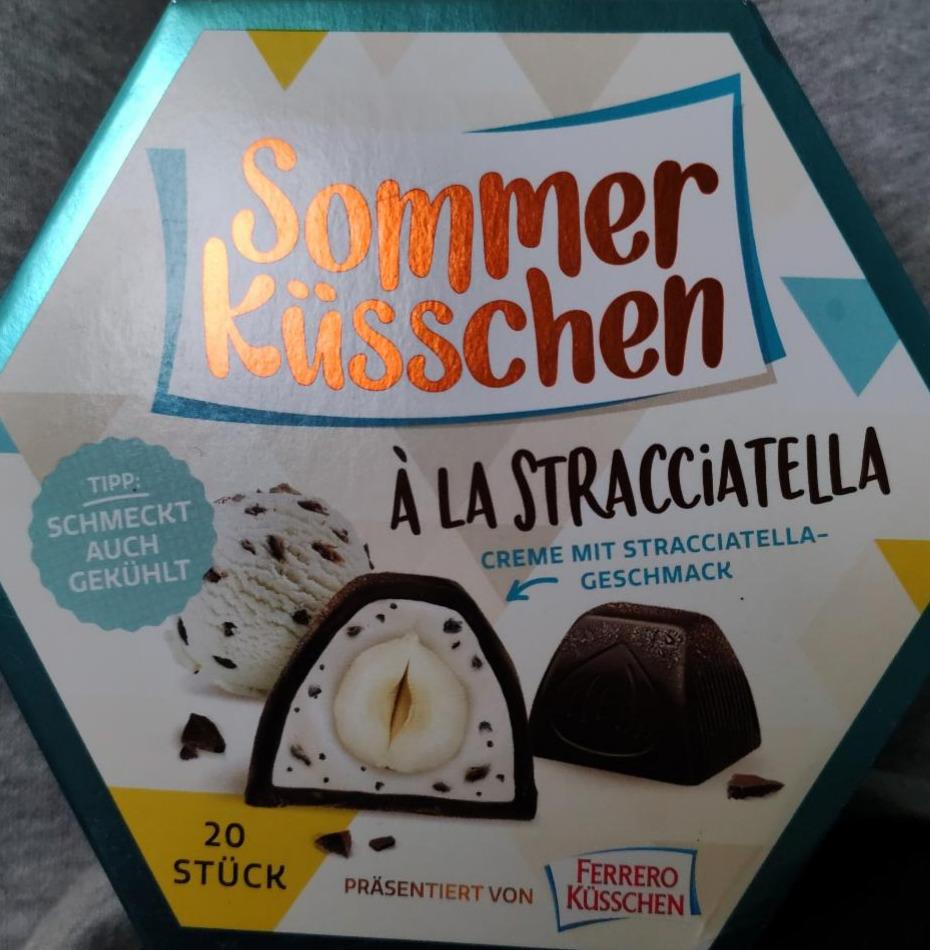 Sommer
Küsschen
À LA STRACCiATELLA
CREME MIT STRACCIATELLA-
GESCHMACK
TIPP:
SCHMECKT
AUCH
GEKÜHLT
20
STÜCK
PRÄSENTIERT VON
FERRERO
KÜSSCHEN